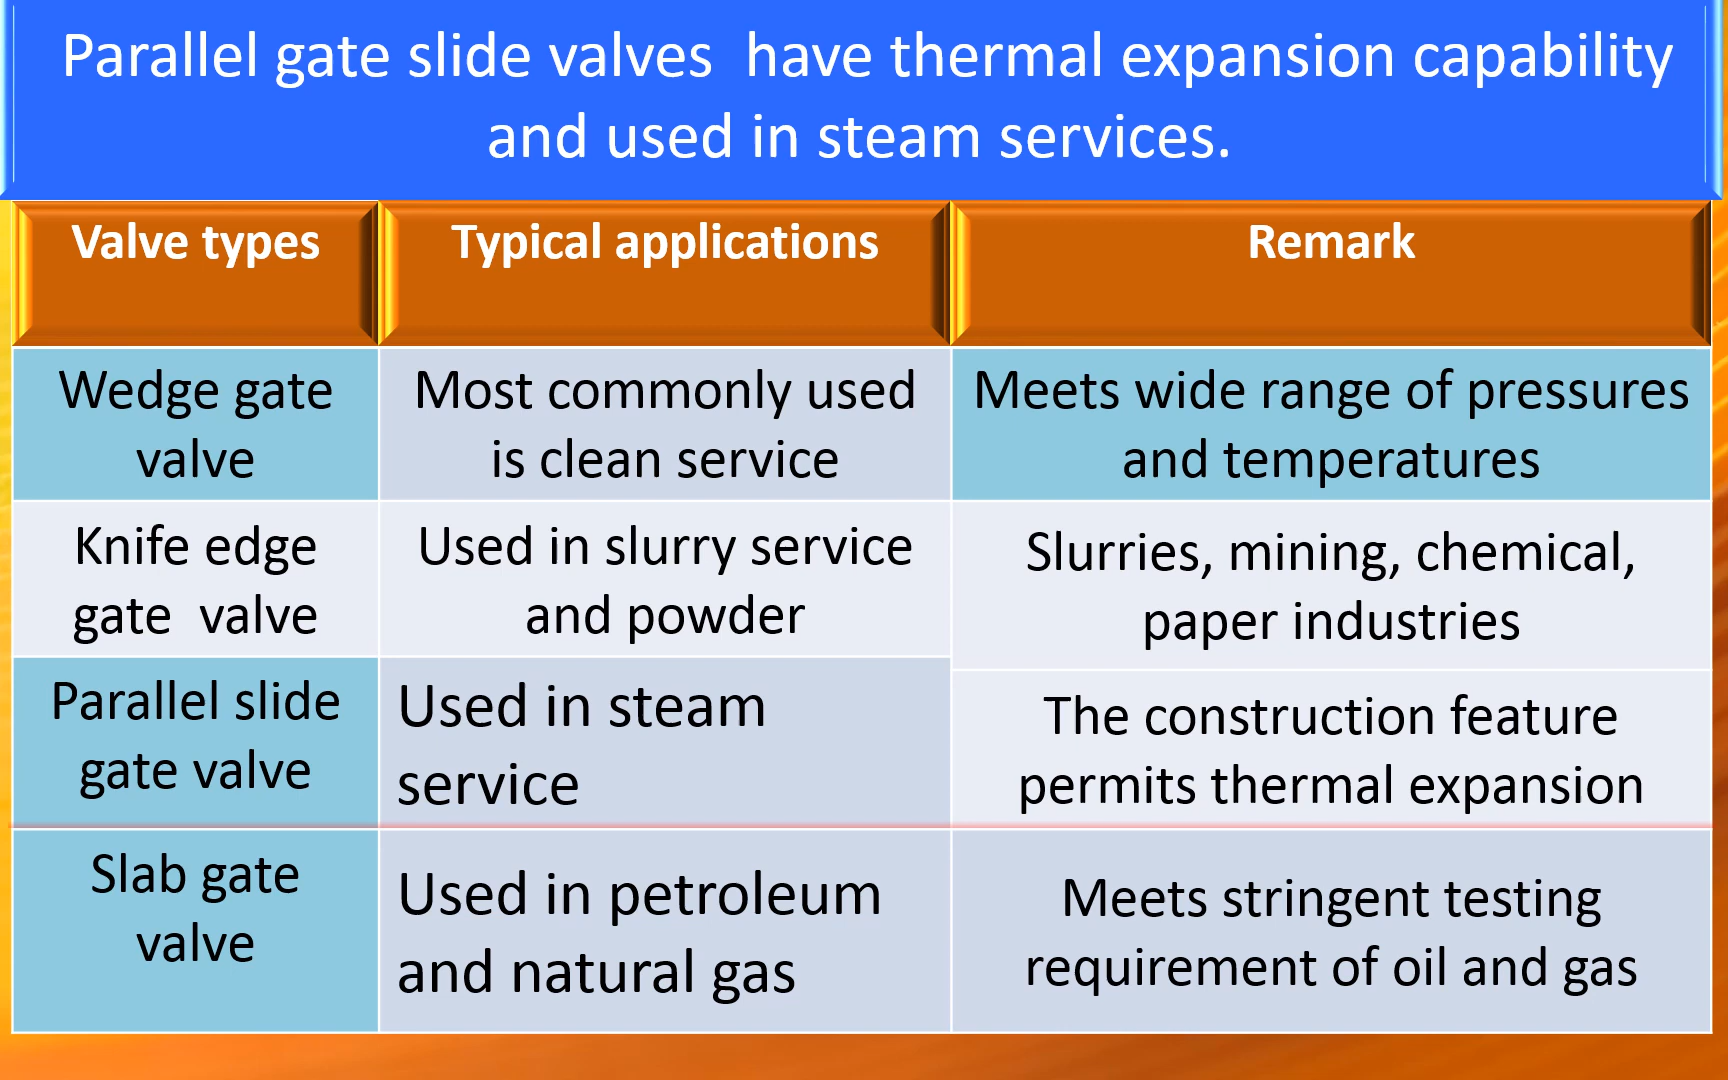 Parallel gate slide valves  have thermal expansion capability
and used in steam services.
Valve types
Typical applications
Remark
Wedge gate
valve
Most commonly used
is clean service
Meets wide range of pressures
and temperatures
Knife edge
gate  valve
Used in slurry service
and powder
Slurries, mining, chemical,
paper industries
Parallel slide
gate valve
Used in steam
service
The construction feature
permits thermal expansion
Slab gate
valve
Used in petroleum
and natural gas
Meets stringent testing
requirement of oil and gas